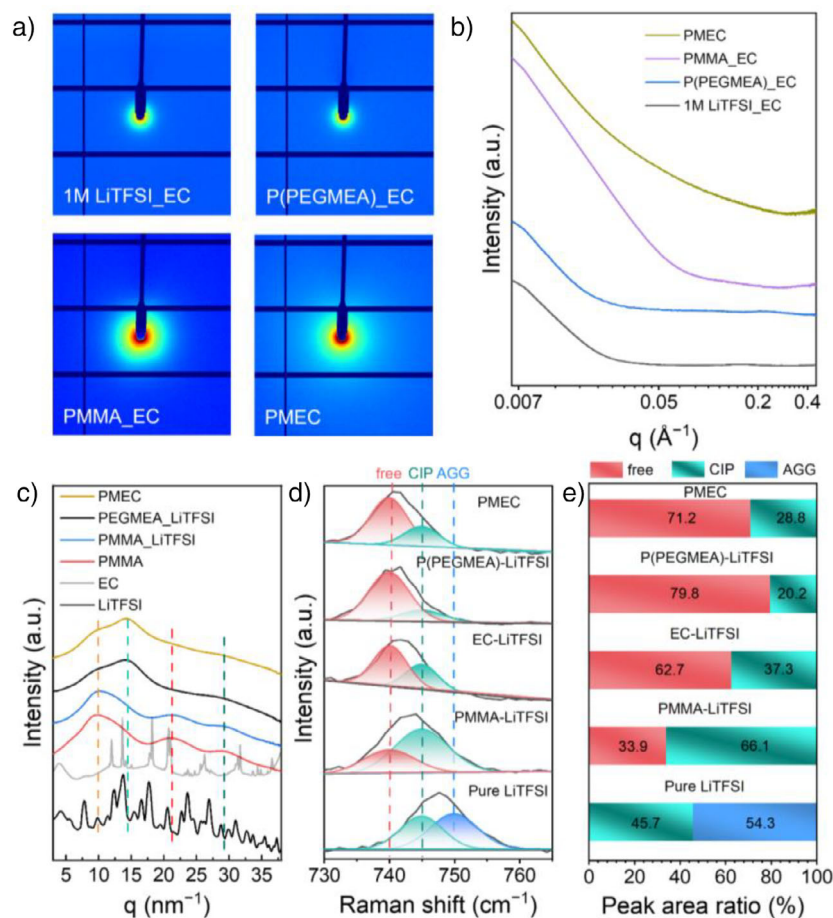 a)
1M LiTFSI_EC
P(PEGMEA)_EC
PMMA_EC
PMEC
b)
PMEC
PMMA_EC
P(PEGMEA)_EC
1M LiTFSI_EC
Intensity (a.u.)
0.007 0.05 0.2 0.4
q (Å⁻¹)
c)
PMEC
PEGMEA_LiTFSI
PMMA_LiTFSI
PMMA
EC
LiTFSI
Intensity (a.u.)
5 10 15 20 25 30 35
q (nm⁻¹)
d)
free CIP AGG
PMEC
P(PEGMEA)-LiTFSI
EC-LiTFSI
PMMA-LiTFSI
Pure LiTFSI
Intensity (a.u.)
730 740 750 760
Raman shift (cm⁻¹)
e)
free CIP AGG
PMEC
71.2 28.8
P(PEGMEA)-LiTFSI
79.8 20.2
EC-LiTFSI
62.7 37.3
PMMA-LiTFSI
33.9 66.1
Pure LiTFSI
45.7 54.3
0 20 40 60 80 100
Peak area ratio (%)